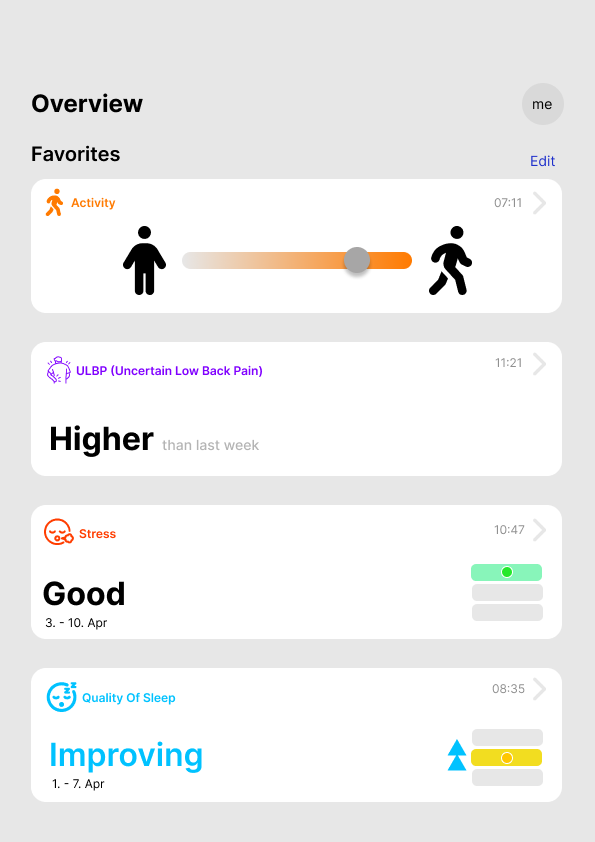 Overview
me
Favorites
Edit
Activity
07:11
ULBP (Uncertain Low Back Pain)
11:21
Higher than last week
Stress
10:47
Good
3. - 10. Apr
Quality Of Sleep
08:35
Improving
1. - 7. Apr